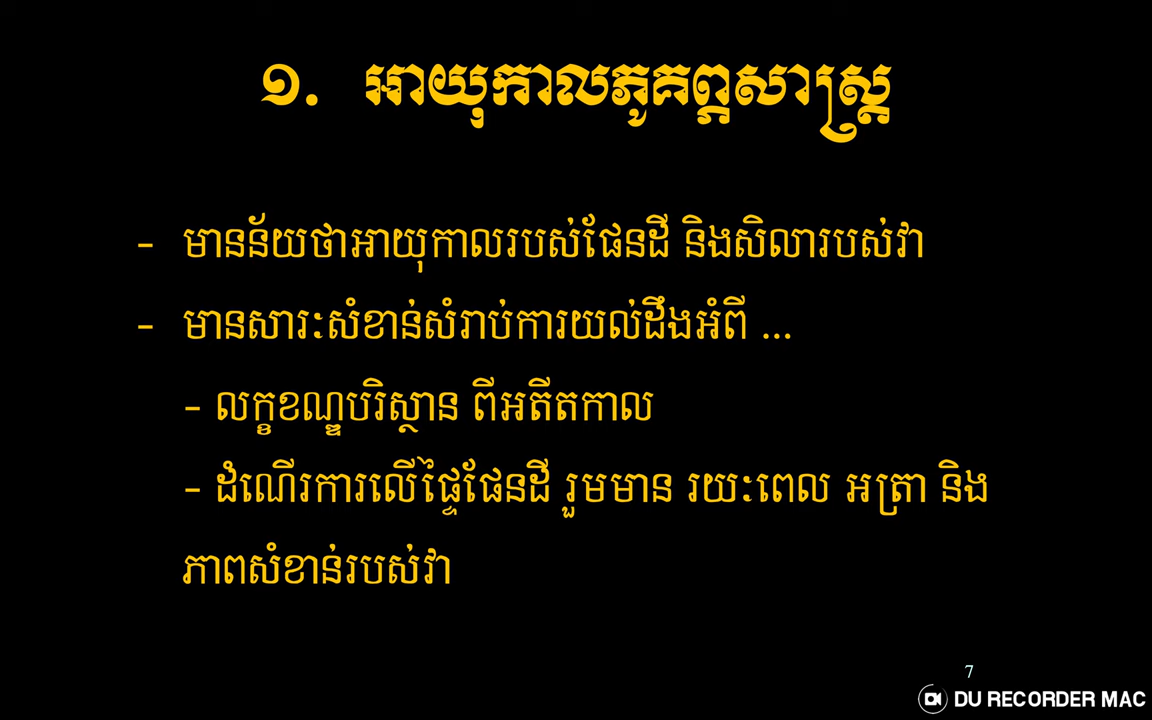 ១. អាយុកាលភូគព្ភសាស្ត្រ
- មានន័យថាអាយុកាលរបស់ផែនដី និងសិលារបស់វា
- មានសារៈសំខាន់សំរាប់ការយល់ដឹងអំពី ...
- លក្ខខណ្ឌបរិស្ថាន ពីអតីតកាល
- ដំណើរការលើផ្ទៃផែនដី រួមមាន រយៈពេល អត្រា និង
ភាពសំខាន់របស់វា
7
DU RECORDER MAC